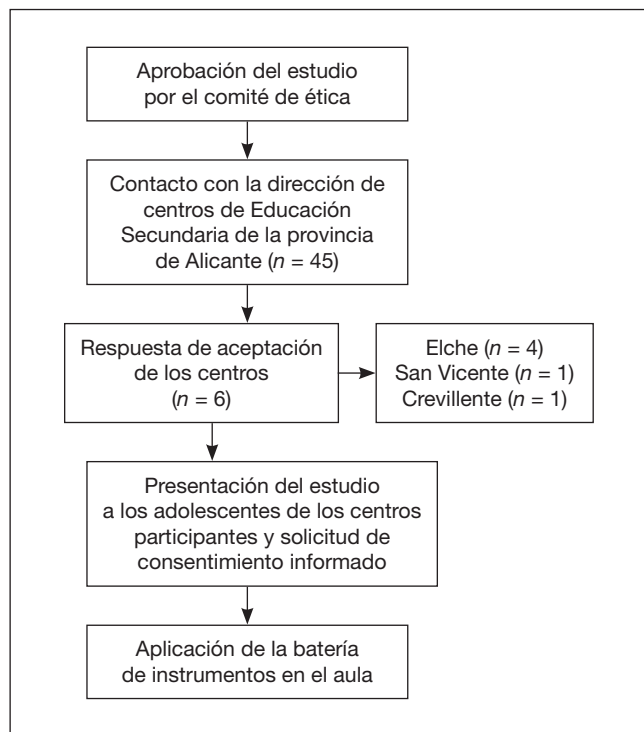 Aprobación del estudio
por el comité de ética
Contacto con la dirección de
centros de Educación
Secundaria de la provincia
de Alicante (n = 45)
Respuesta de aceptación
de los centros
(n = 6)
Elche (n = 4)
San Vicente (n = 1)
Crevillente (n = 1)
Presentación del estudio
a los adolescentes de los centros
participantes y solicitud de
consentimiento informado
Aplicación de la batería
de instrumentos en el aula